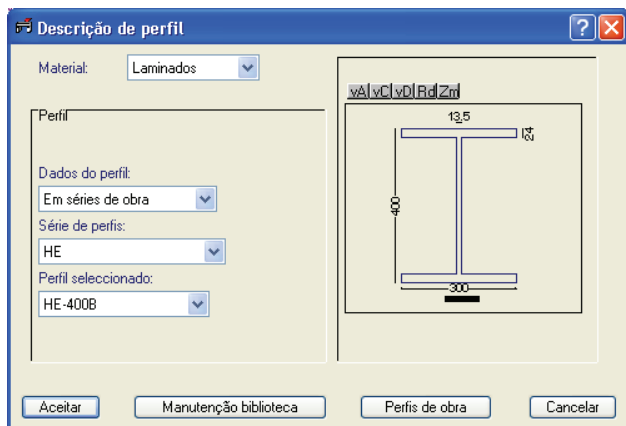 Descrição de perfil
Material: Laminados
vA vC vD Rd Zm
Perfil
13,5
24
400
300
Dados do perfil:
Em séries de obra
Série de perfis:
HE
Perfil seleccionado:
HE-400B
Aceitar Manutenção biblioteca Perfis de obra Cancelar